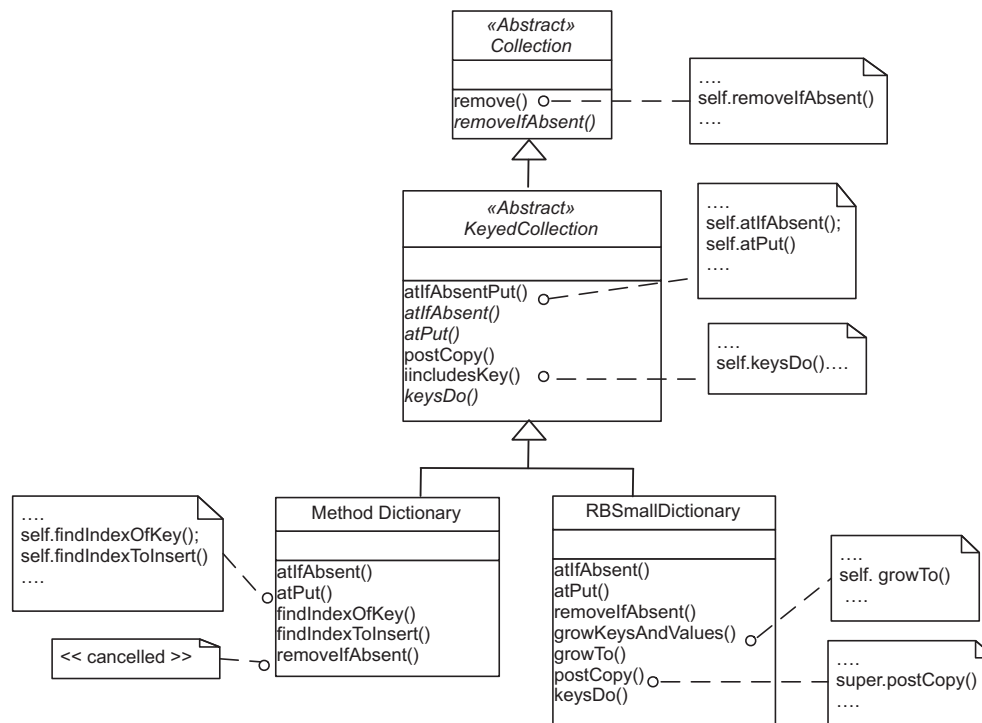 «Abstract»
Collection
remove()
removeIfAbsent()
....
self.removeIfAbsent()
....
«Abstract»
KeyedCollection
atIfAbsentPut()
atIfAbsent()
atPut()
postCopy()
iincludesKey()
keysDo()
....
self.atIfAbsent();
self.atPut()
....
....
self.keysDo()....
Method Dictionary
atIfAbsent()
atPut()
findIndexOfKey()
findIndexToInsert()
removeIfAbsent()
....
self.findIndexOfKey();
self.findIndexToInsert()
....
<< cancelled >>
RBSmallDictionary
atIfAbsent()
atPut()
removeIfAbsent()
growKeysAndValues()
growTo()
postCopy()
keysDo()
....
self. growTo()
....
....
super.postCopy()
....